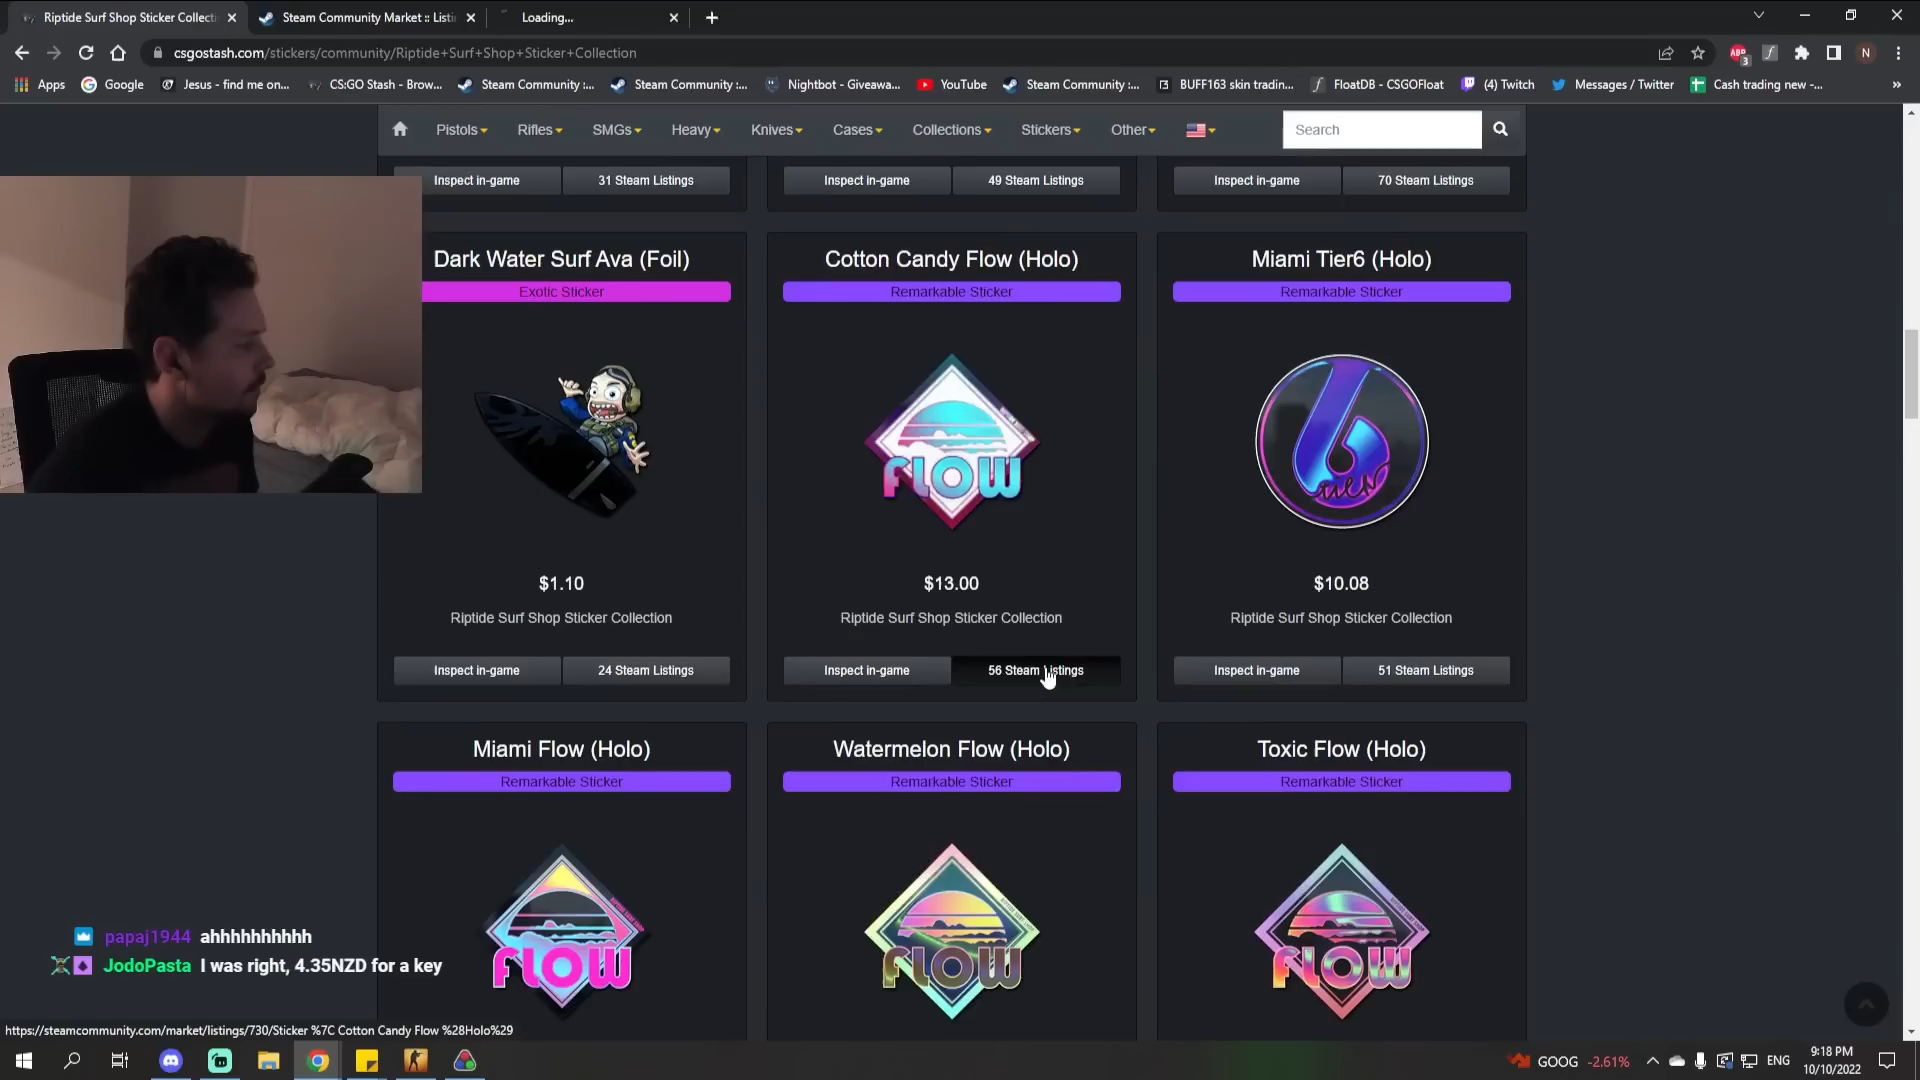 Riptide Surf Shop Sticker Collecti
Steam Community Market :: Listi
Loading...
csgostash.com/stickers/community/Riptide+Surf+Shop+Sticker+Collection
N
Apps
Google
Jesus - find me on...
CS:GO Stash - Brow...
Steam Community :...
Steam Community :...
Nightbot - Giveawa...
YouTube
Steam Community :...
BUFF163 skin tradin...
FloatDB - CSGOFloat
(4) Twitch
Messages / Twitter
Cash trading new -...
Pistols
Rifles
SMGs
Heavy
Knives
Cases
Collections
Stickers
Other
Search
Inspect in-game
31 Steam Listings
Inspect in-game
49 Steam Listings
Inspect in-game
70 Steam Listings
Dark Water Surf Ava (Foil)
Exotic Sticker
$1.10
Riptide Surf Shop Sticker Collection
Inspect in-game
24 Steam Listings
Cotton Candy Flow (Holo)
Remarkable Sticker
FLOW
$13.00
Riptide Surf Shop Sticker Collection
Inspect in-game
56 Steam Listings
Miami Tier6 (Holo)
Remarkable Sticker
$10.08
Riptide Surf Shop Sticker Collection
Inspect in-game
51 Steam Listings
Miami Flow (Holo)
Remarkable Sticker
FLOW
Watermelon Flow (Holo)
Remarkable Sticker
FLOW
Toxic Flow (Holo)
Remarkable Sticker
FLOW
papaj1944 ahhhhhhhhhh
JodoPasta I was right, 4.35NZD for a key
https://steamcommunity.com/market/listings/730/Sticker %7C Cotton Candy Flow %28Holo%29
GOOG -2.61%
ENG
9:18 PM
10/10/2022